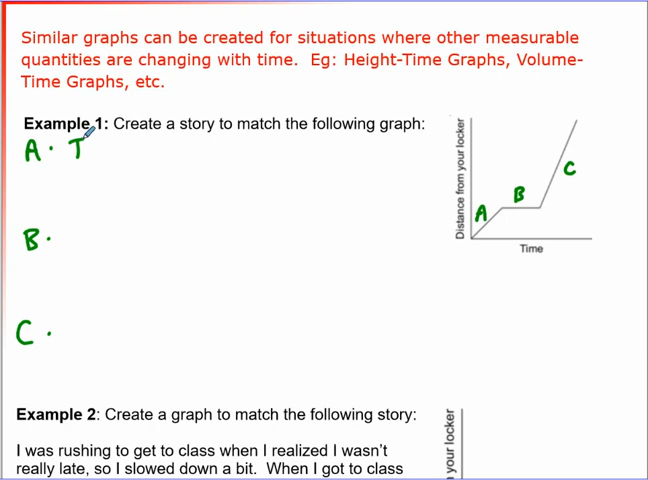 Similar graphs can be created for situations where other measurable
quantities are changing with time.  Eg: Height-Time Graphs, Volume-
Time Graphs, etc.
Example 1: Create a story to match the following graph:
A. T
B.
C.
Distance from your locker
A
B
C
Time
Example 2: Create a graph to match the following story:
I was rushing to get to class when I realized I wasn't
really late, so I slowed down a bit.  When I got to class
your locker